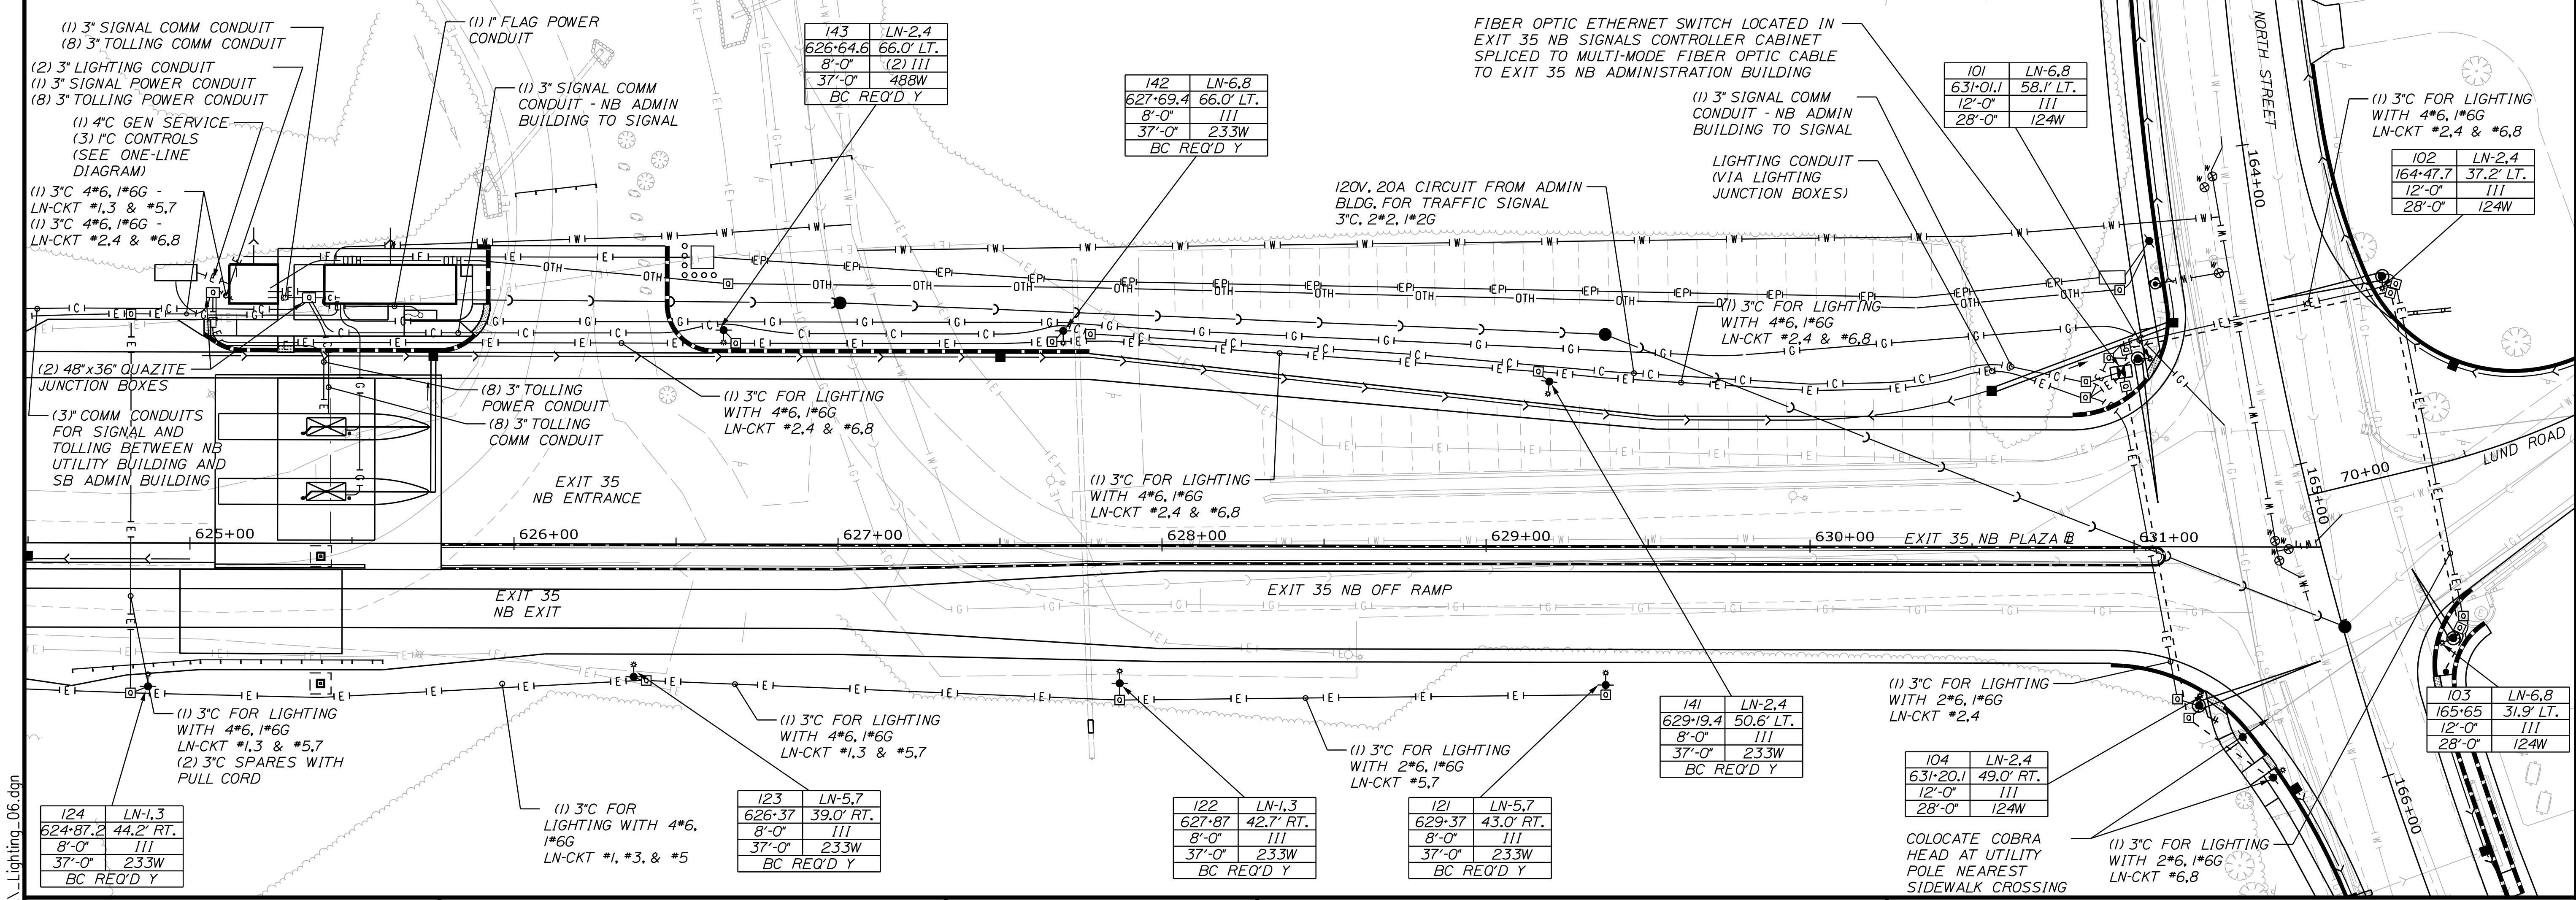 (1) 3" SIGNAL COMM CONDUIT
(8) 3" TOLLING COMM CONDUIT
(2) 3" LIGHTING CONDUIT
(1) 3" SIGNAL POWER CONDUIT
(8) 3" TOLLING POWER CONDUIT
(1) 4"C GEN SERVICE
(3) 1"C CONTROLS
(SEE ONE-LINE
DIAGRAM)
(1) 3"C 4#6, 1#6G -
LN-CKT #1,3 & #5,7
(1) 3"C 4#6, 1#6G -
LN-CKT #2,4 & #6,8
(1) 1" FLAG POWER
CONDUIT
(1) 3" SIGNAL COMM
CONDUIT - NB ADMIN
BUILDING TO SIGNAL
143 LN-2,4
626+64.6 66.0' LT.
8'-0" (2) III
37'-0" 488W
BC REQ'D Y
142 LN-6,8
627+69.4 66.0' LT.
8'-0" III
37'-0" 233W
BC REQ'D Y
FIBER OPTIC ETHERNET SWITCH LOCATED IN
EXIT 35 NB SIGNALS CONTROLLER CABINET
SPLICED TO MULTI-MODE FIBER OPTIC CABLE
TO EXIT 35 NB ADMINISTRATION BUILDING
(1) 3" SIGNAL COMM
CONDUIT - NB ADMIN
BUILDING TO SIGNAL
LIGHTING CONDUIT
(VIA LIGHTING
JUNCTION BOXES)
120V, 20A CIRCUIT FROM ADMIN
BLDG, FOR TRAFFIC SIGNAL
3"C, 2#2, 1#2G
101 LN-6,8
631+01.1 58.1' LT.
12'-0" III
28'-0" 124W
NORTH STREET
164+00
(1) 3"C FOR LIGHTING
WITH 4#6, 1#6G
LN-CKT #2,4 & #6,8
102 LN-2,4
164+47.7 37.2' LT.
12'-0" III
28'-0" 124W
(1) 3"C FOR LIGHTING
WITH 4#6, 1#6G
LN-CKT #2,4 & #6,8
(2) 48"x36" QUAZITE
JUNCTION BOXES
(3)" COMM CONDUITS
FOR SIGNAL AND
TOLLING BETWEEN NB
UTILITY BUILDING AND
SB ADMIN BUILDING
(8) 3" TOLLING
POWER CONDUIT
(8) 3" TOLLING
COMM CONDUIT
(1) 3"C FOR LIGHTING
WITH 4#6, 1#6G
LN-CKT #2,4 & #6,8
EXIT 35
NB ENTRANCE
(1) 3"C FOR LIGHTING
WITH 4#6, 1#6G
LN-CKT #2,4 & #6,8
165+00
70+00
LUND ROAD
625+00
626+00
627+00
628+00
629+00
630+00
EXIT 35 NB PLAZA B
631+00
EXIT 35
NB EXIT
EXIT 35 NB OFF RAMP
(1) 3"C FOR LIGHTING
WITH 4#6, 1#6G
LN-CKT #1,3 & #5,7
(2) 3"C SPARES WITH
PULL CORD
124 LN-1,3
624+87.2 44.2' RT.
8'-0" III
37'-0" 233W
BC REQ'D Y
(1) 3"C FOR
LIGHTING WITH 4#6,
1#6G
LN-CKT #1, #3, & #5
(1) 3"C FOR LIGHTING
WITH 4#6, 1#6G
LN-CKT #1,3 & #5,7
123 LN-5,7
626+37 39.0' RT.
8'-0" III
37'-0" 233W
BC REQ'D Y
122 LN-1,3
627+87 42.7' RT.
8'-0" III
37'-0" 233W
BC REQ'D Y
(1) 3"C FOR LIGHTING
WITH 2#6, 1#6G
LN-CKT #5,7
121 LN-5,7
629+37 43.0' RT.
8'-0" III
37'-0" 233W
BC REQ'D Y
141 LN-2,4
629+19.4 50.6' LT.
8'-0" III
37'-0" 233W
BC REQ'D Y
(1) 3"C FOR LIGHTING
WITH 2#6, 1#6G
LN-CKT #2,4
104 LN-2,4
631+20.1 49.0' RT.
12'-0" III
28'-0" 124W
COLOCATE COBRA
HEAD AT UTILITY
POLE NEAREST
SIDEWALK CROSSING
(1) 3"C FOR LIGHTING
WITH 2#6, 1#6G
LN-CKT #6,8
103 LN-6,8
165+65 31.9' LT.
12'-0" III
28'-0" 124W
166+00
\_Lighting_06.dgn